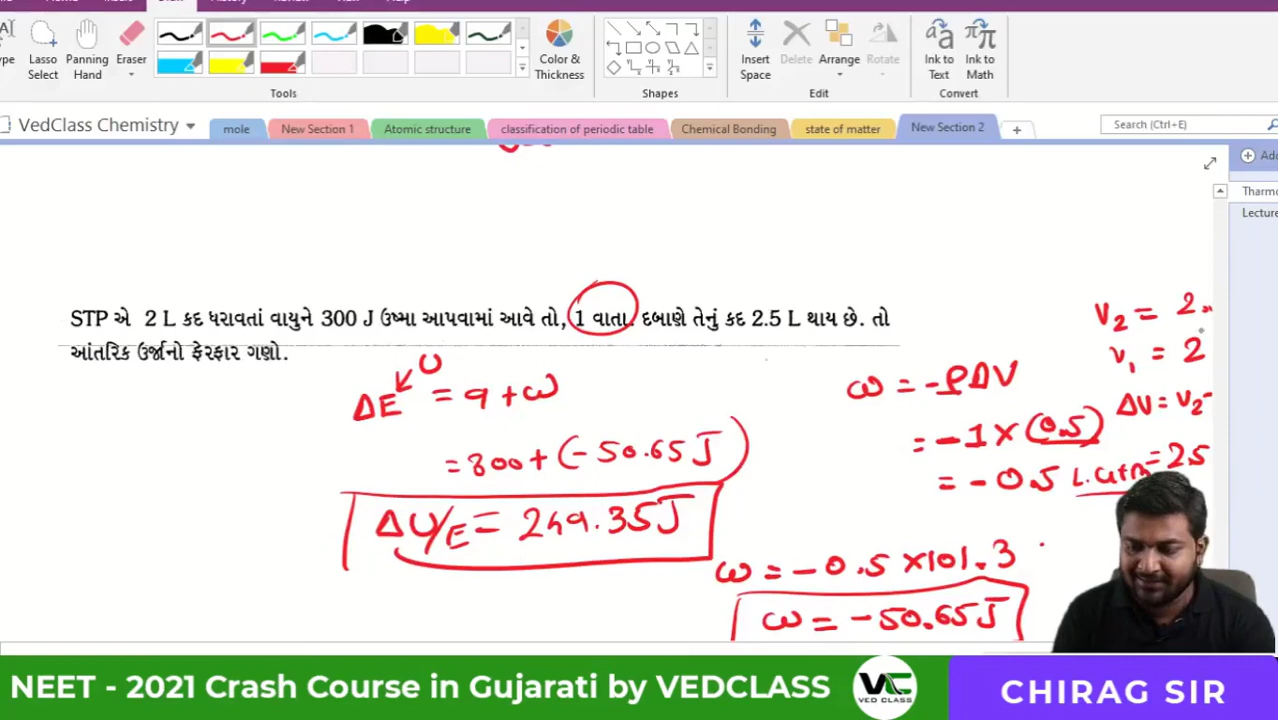 Lasso Select
Panning Hand
Eraser
Color & Thickness
Insert Space
Delete
Arrange
Rotate
Ink to Text
Ink to Math
Tools
Shapes
Edit
Convert
VedClass Chemistry
mole
New Section 1
Atomic structure
classification of periodic table
Chemical Bonding
state of matter
New Section 2
Search (Ctrl+E)
STP એ 2 L કદ ધરાવતાં વાયુને 300 J ઉષ્મા આપવામાં આવે તો, 1 વાતા. દબાણે તેનું કદ 2.5 L થાય છે. તો
આંતરિક ઉર્જાનો ફેરફાર ગણો.
U
ΔE = q + ω
= 300 + (- 50.65 J)
ΔU/E = 249.35 J
V2 = 2.
V1 = 2
ΔV = V2 -
= 2.5
ω = -PΔV
= -1 × (0.5)
= - 0.5 L.atm
ω = - 0.5 × 101.3
ω = - 50.65 J
NEET - 2021 Crash Course in Gujarati by VEDCLASS
VC
VED CLASS
CHIRAG SIR